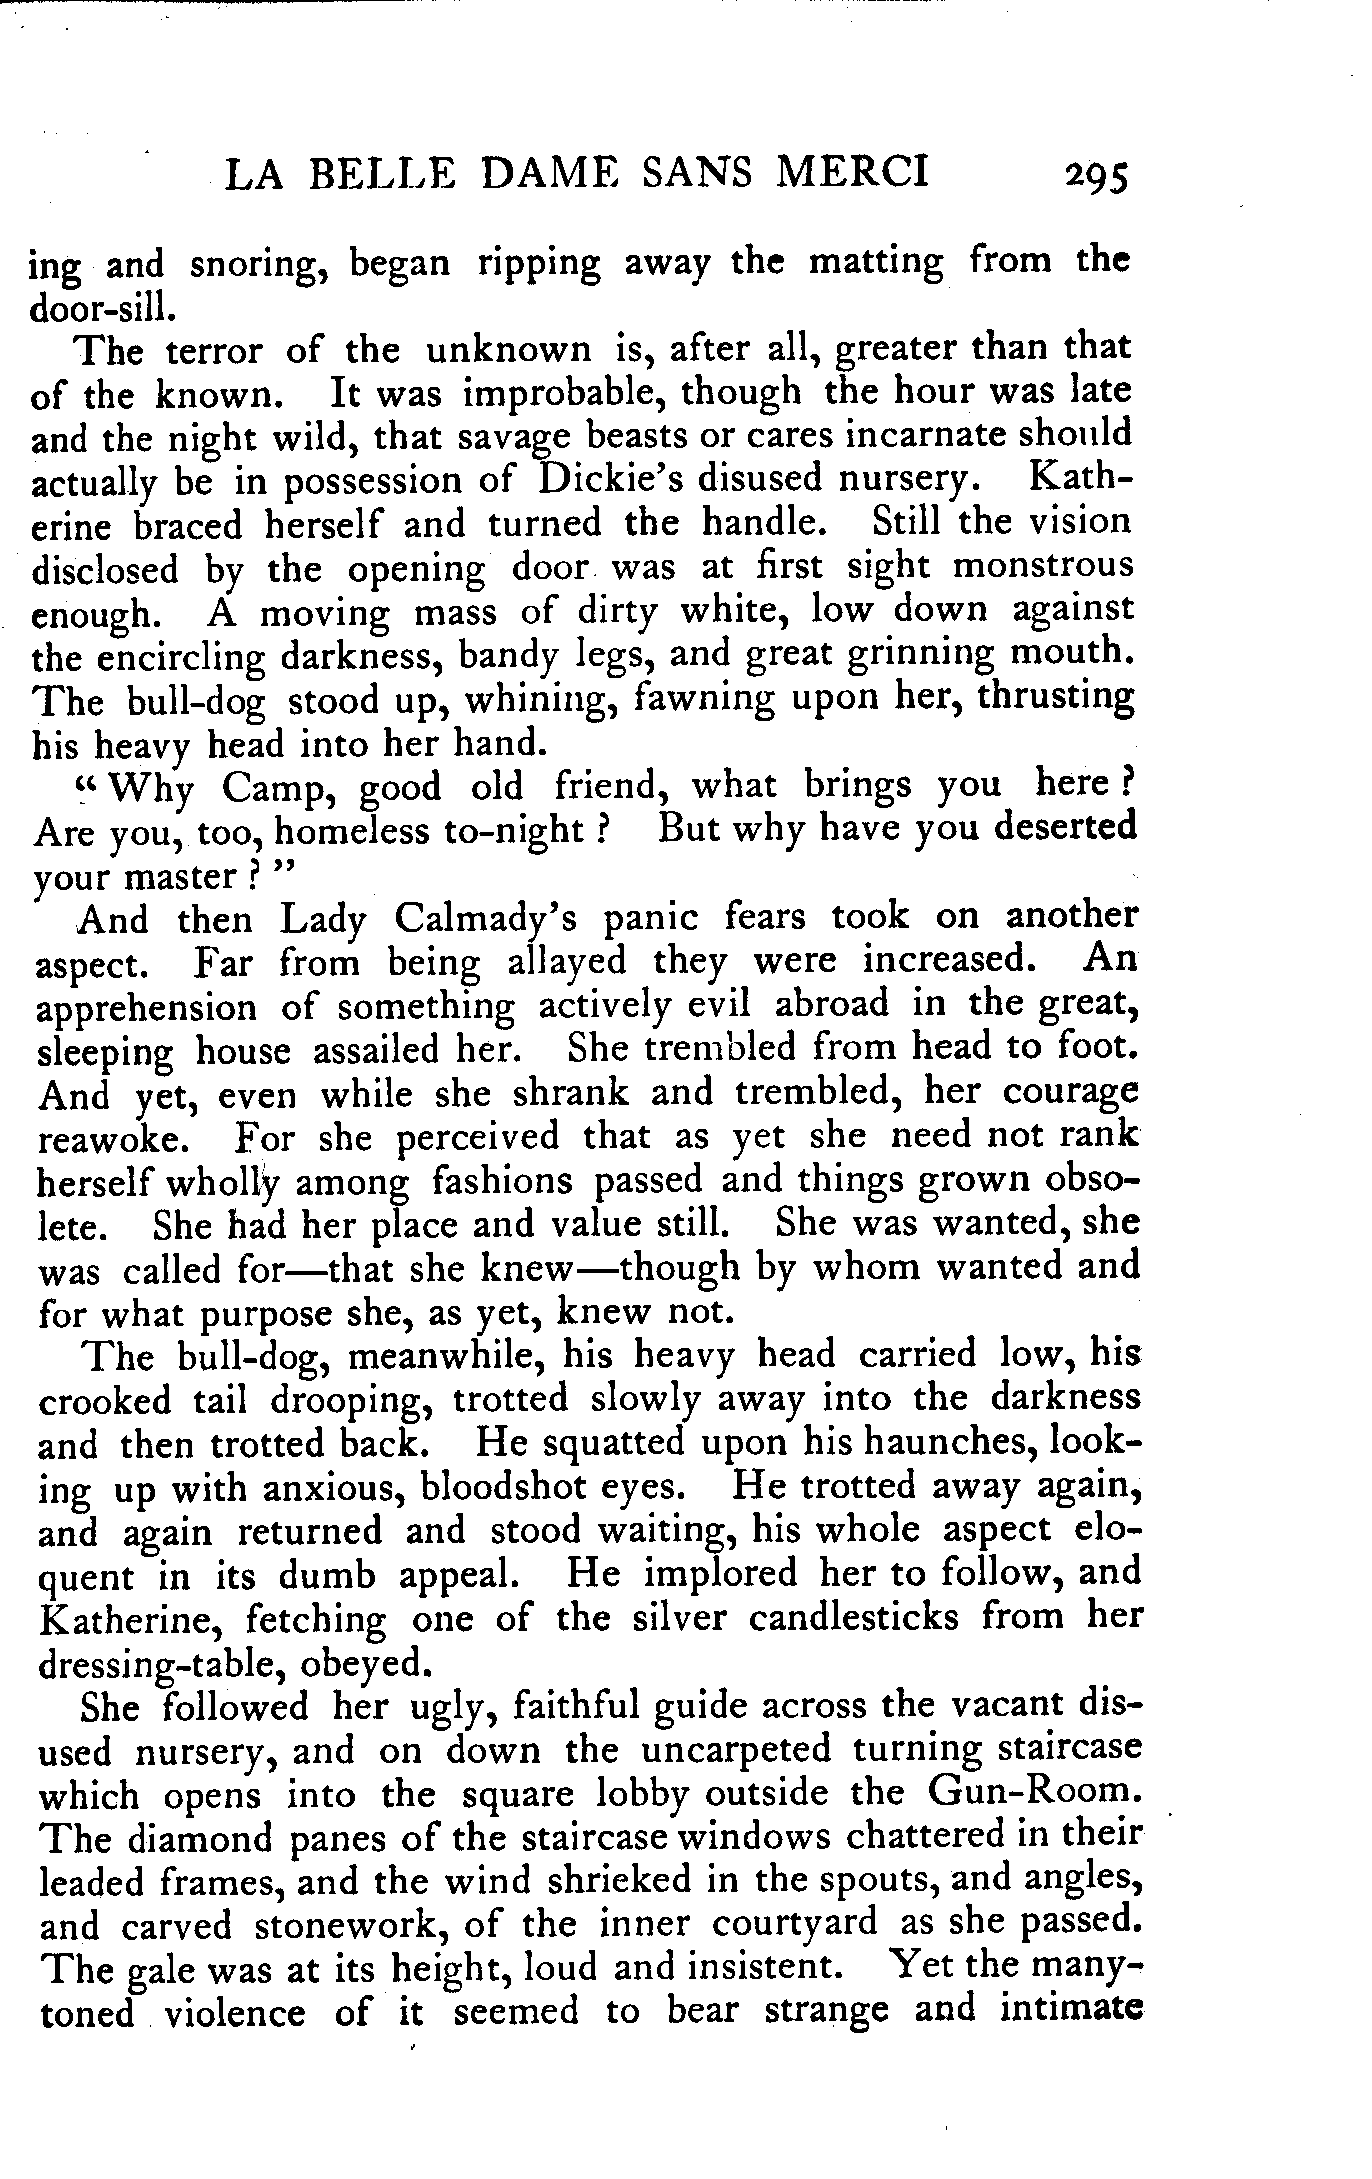 LA BELLE DAME SANS MERCI 295
ing and snoring, began ripping away the matting from the
door-sill.
The terror of the unknown is, after all, greater than that
of the known. It was improbable, though the hour was late
and the night wild, that savage beasts or cares incarnate should
actually be in possession of Dickie's disused nursery. Kath-
erine braced herself and turned the handle. Still the vision
disclosed by the opening door was at first sight monstrous
enough. A moving mass of dirty white, low down against
the encircling darkness, bandy legs, and great grinning mouth.
The bull-dog stood up, whining, fawning upon her, thrusting
his heavy head into her hand.
"Why Camp, good old friend, what brings you here?
Are you, too, homeless to-night? But why have you deserted
your master?"
And then Lady Calmady's panic fears took on another
aspect. Far from being allayed they were increased. An
apprehension of something actively evil abroad in the great,
sleeping house assailed her. She trembled from head to foot.
And yet, even while she shrank and trembled, her courage
reawoke. For she perceived that as yet she need not rank
herself wholly among fashions passed and things grown obso-
lete. She had her place and value still. She was wanted, she
was called for—that she knew—though by whom wanted and
for what purpose she, as yet, knew not.
The bull-dog, meanwhile, his heavy head carried low, his
crooked tail drooping, trotted slowly away into the darkness
and then trotted back. He squatted upon his haunches, look-
ing up with anxious, bloodshot eyes. He trotted away again,
and again returned and stood waiting, his whole aspect elo-
quent in its dumb appeal. He implored her to follow, and
Katherine, fetching one of the silver candlesticks from her
dressing-table, obeyed.
She followed her ugly, faithful guide across the vacant dis-
used nursery, and on down the uncarpeted turning staircase
which opens into the square lobby outside the Gun-Room.
The diamond panes of the staircase windows chattered in their
leaded frames, and the wind shrieked in the spouts, and angles,
and carved stonework, of the inner courtyard as she passed.
The gale was at its height, loud and insistent. Yet the many-
toned violence of it seemed to bear strange and intimate